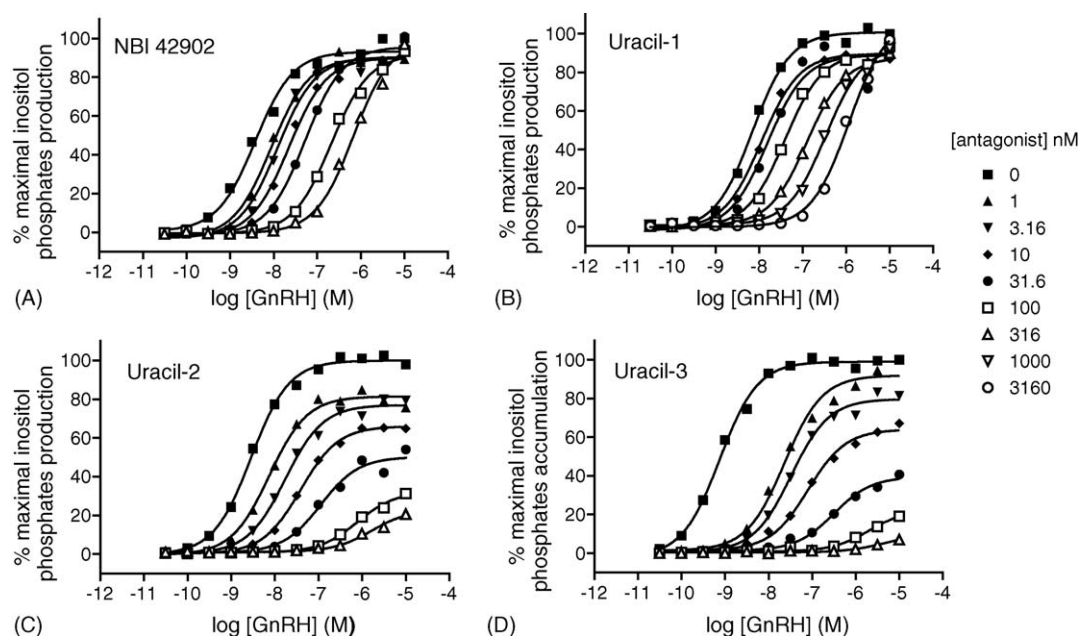 NBI 42902
% maximal inositol
phosphates production
100
80
60
40
20
0
-12 -11 -10 -9 -8 -7 -6 -5 -4
(A)
log [GnRH] (M)
Uracil-1
% maximal inositol
phosphates production
100
80
60
40
20
0
-12 -11 -10 -9 -8 -7 -6 -5 -4
(B)
log [GnRH] (M)
[antagonist] nM
0
1
3.16
10
31.6
100
316
1000
3160
Uracil-2
% maximal inositol
phosphates production
100
80
60
40
20
0
-12 -11 -10 -9 -8 -7 -6 -5 -4
(C)
log [GnRH] (M)
Uracil-3
% maximal inositol
phosphates accumulation
100
80
60
40
20
0
-12 -11 -10 -9 -8 -7 -6 -5 -4
(D)
log [GnRH] (M)